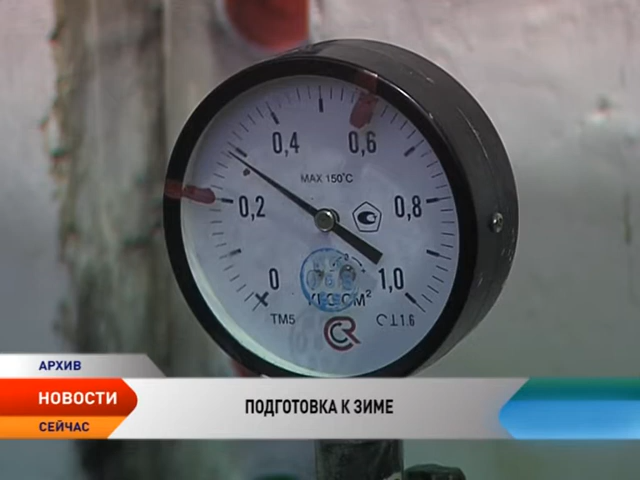 0,4
0,6
MAX 150°C
0,2
0,8
0
1,0
КГС/СМ²
ТМ5
1.6
АРХИВ
НОВОСТИ
СЕЙЧАС
ПОДГОТОВКА К ЗИМЕ